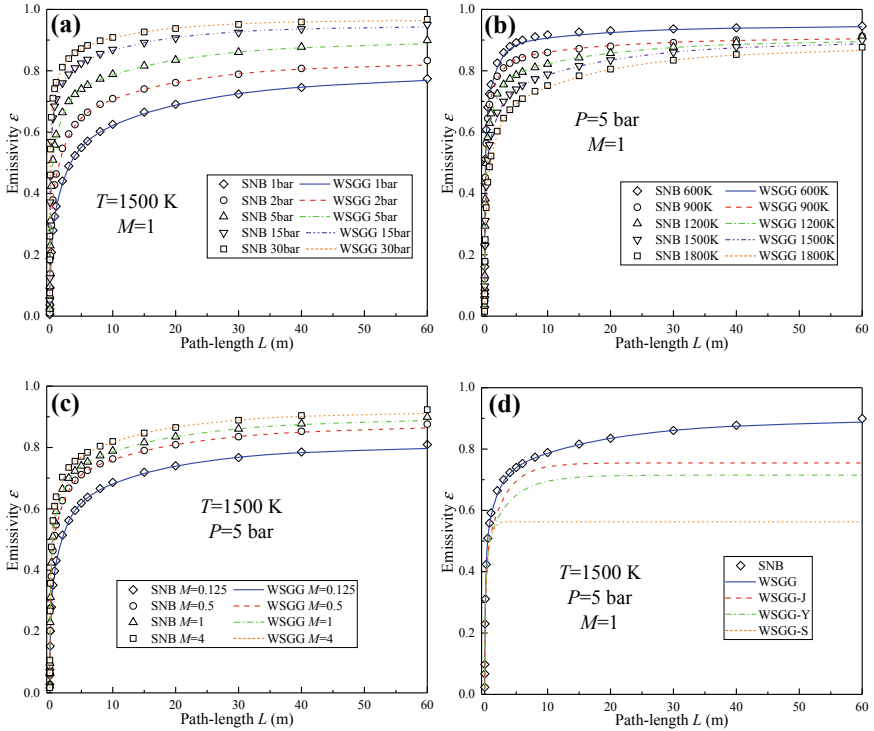 (a)
1.0
0.8
0.6
0.4
0.2
0.0
Emissivity ε
T=1500 K
M=1
SNB 1bar WSGG 1bar
SNB 2bar WSGG 2bar
SNB 5bar WSGG 5bar
SNB 15bar WSGG 15bar
SNB 30bar WSGG 30bar
0 10 20 30 40 50 60
Path-length L (m)
(b)
1.0
0.8
0.6
0.4
0.2
0.0
Emissivity ε
P=5 bar
M=1
SNB 600K WSGG 600K
SNB 900K WSGG 900K
SNB 1200K WSGG 1200K
SNB 1500K WSGG 1500K
SNB 1800K WSGG 1800K
0 10 20 30 40 50 60
Path-length L (m)
(c)
1.0
0.8
0.6
0.4
0.2
0.0
Emissivity ε
T=1500 K
P=5 bar
SNB M=0.125 WSGG M=0.125
SNB M=0.5 WSGG M=0.5
SNB M=1 WSGG M=1
SNB M=4 WSGG M=4
0 10 20 30 40 50 60
Path-length L (m)
(d)
1.0
0.8
0.6
0.4
0.2
0.0
Emissivity ε
T=1500 K
P=5 bar
M=1
SNB
WSGG
WSGG-J
WSGG-Y
WSGG-S
0 10 20 30 40 50 60
Path-length L (m)